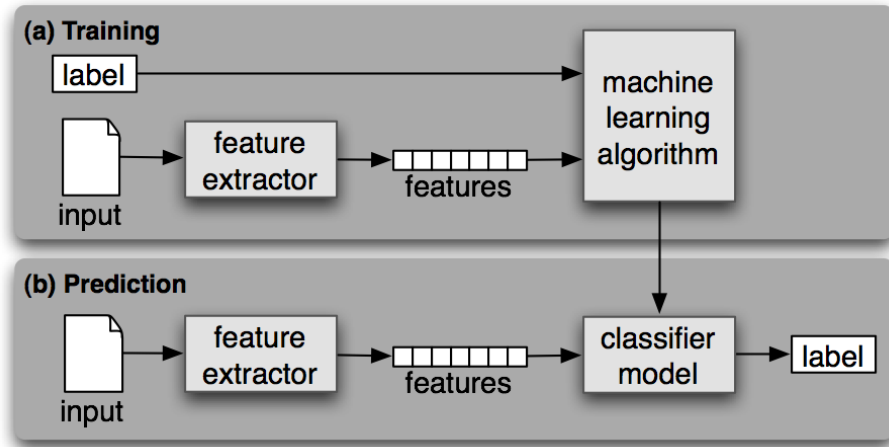 (a) Training
label
machine
learning
algorithm
feature
extractor
features
input
(b) Prediction
feature
extractor
features
input
classifier
model
label